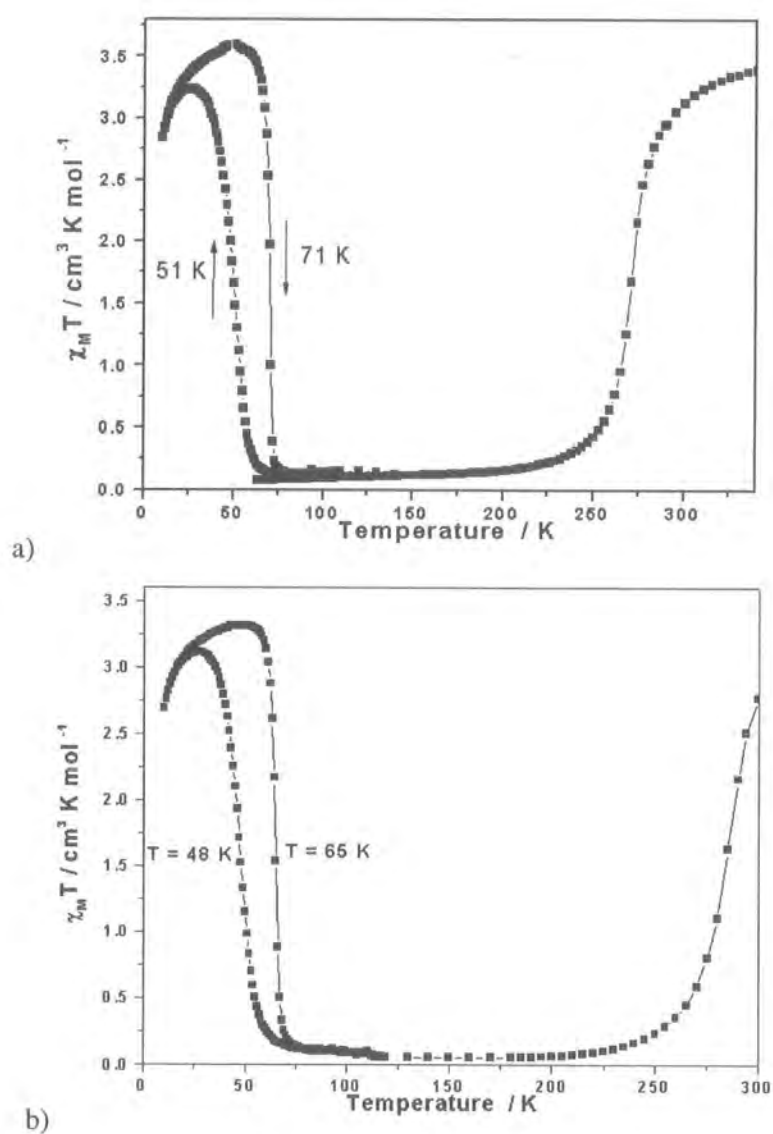 3.5
3.0
2.5
2.0
1.5
1.0
0.5
0.0
χMT / cm³ K mol⁻¹
51 K
71 K
0 50 100 150 200 250 300
Temperature / K
a)
3.5
3.0
2.5
2.0
1.5
1.0
0.5
0.0
χMT / cm³ K mol⁻¹
T = 48 K
T = 65 K
0 50 100 150 200 250 300
Temperature / K
b)